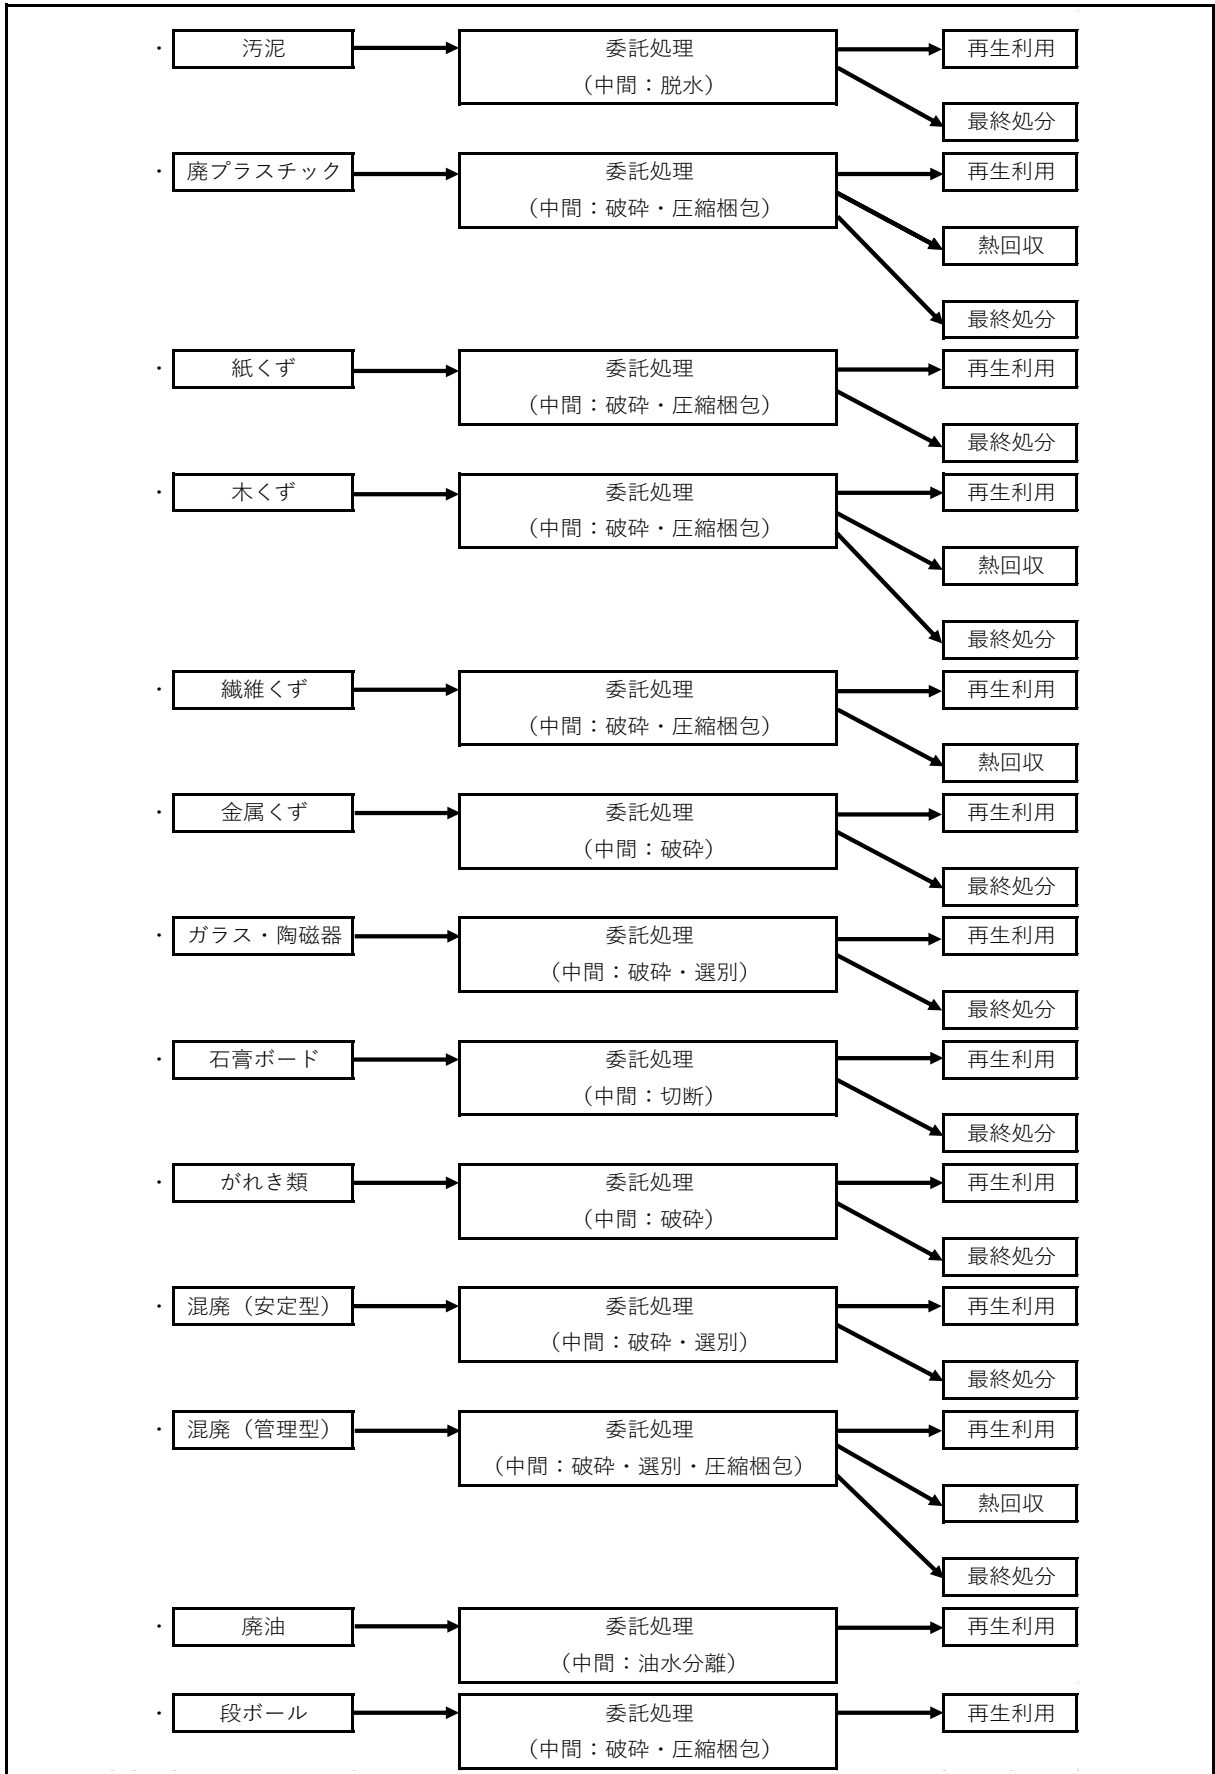 ・ 汚泥 委託処理 再生利用
（中間：脱水）
最終処分
・ 廃プラスチック 委託処理 再生利用
（中間：破砕・圧縮梱包）
熱回収
最終処分
・ 紙くず 委託処理 再生利用
（中間：破砕・圧縮梱包）
最終処分
・ 木くず 委託処理 再生利用
（中間：破砕・圧縮梱包）
熱回収
最終処分
・ 繊維くず 委託処理 再生利用
（中間：破砕・圧縮梱包）
熱回収
・ 金属くず 委託処理 再生利用
（中間：破砕）
最終処分
・ ガラス・陶磁器 委託処理 再生利用
（中間：破砕・選別）
最終処分
・ 石膏ボード 委託処理 再生利用
（中間：切断）
最終処分
・ がれき類 委託処理 再生利用
（中間：破砕）
最終処分
・ 混廃（安定型） 委託処理 再生利用
（中間：破砕・選別）
最終処分
・ 混廃（管理型） 委託処理 再生利用
（中間：破砕・選別・圧縮梱包）
熱回収
最終処分
・ 廃油 委託処理 再生利用
（中間：油水分離）
・ 段ボール 委託処理 再生利用
（中間：破砕・圧縮梱包）